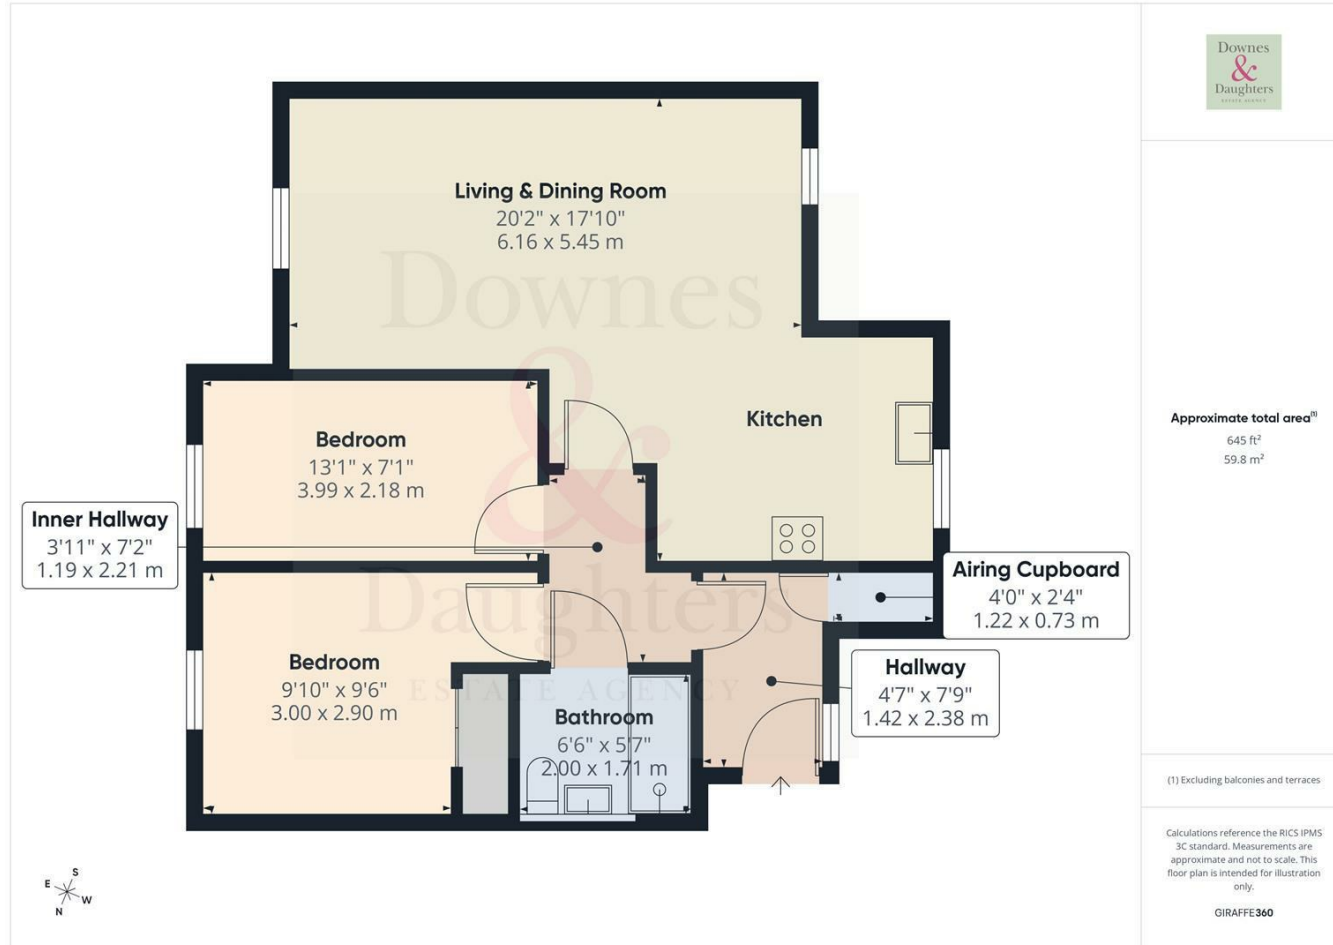 Downes
&
Daughters
ESTATE AGENCY
Living & Dining Room
20'2" x 17'10"
6.16 x 5.45 m
Downes
&
Daughters
ESTATE AGENCY
Kitchen
Bedroom
13'1" x 7'1"
3.99 x 2.18 m
Inner Hallway
3'11" x 7'2"
1.19 x 2.21 m
Airing Cupboard
4'0" x 2'4"
1.22 x 0.73 m
Bedroom
9'10" x 9'6"
3.00 x 2.90 m
Hallway
4'7" x 7'9"
1.42 x 2.38 m
Bathroom
6'6" x 5'7"
2.00 x 1.71 m
S
E
W
N
Approximate total area(1)
645 ft²
59.8 m²
(1) Excluding balconies and terraces
Calculations reference the RICS IPMS
3C standard. Measurements are
approximate and not to scale. This
floor plan is intended for illustration
only.
GIRAFFE360